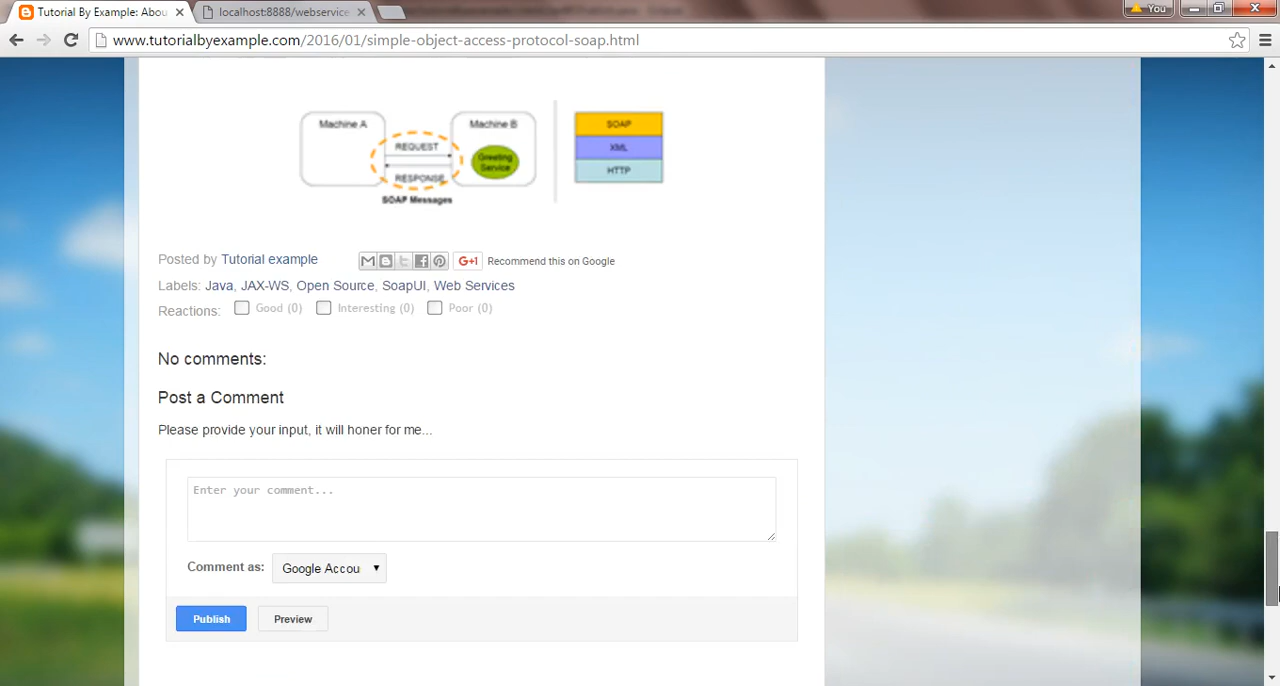 Tutorial By Example: Abou
localhost:8888/webservice
You
www.tutorialbyexample.com/2016/01/simple-object-access-protocol-soap.html
Machine A
Machine B
SOAP
REQUEST
XML
Greeting
Service
HTTP
RESPONSE
SOAP Messages
Posted by Tutorial example
G+1 Recommend this on Google
Labels: Java, JAX-WS, Open Source, SoapUI, Web Services
Reactions: Good (0) Interesting (0) Poor (0)
No comments:
Post a Comment
Please provide your input, it will honer for me...
Enter your comment...
Comment as: Google Accou
Publish
Preview